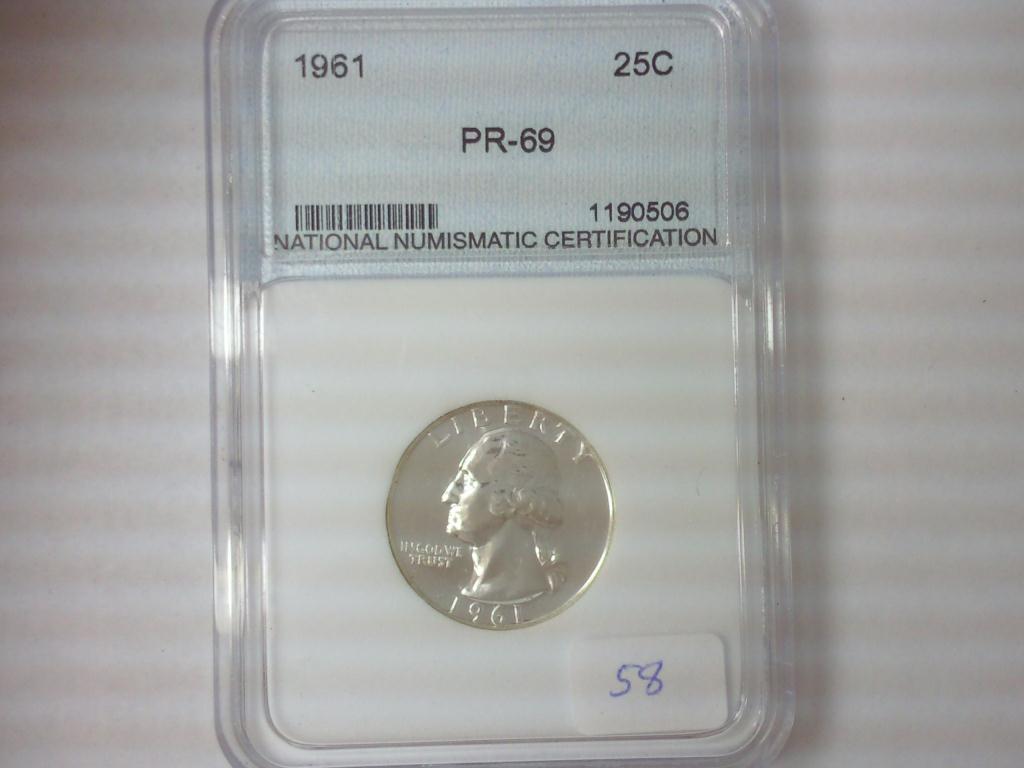 1961 25C
PR-69
1190506
NATIONAL NUMISMATIC CERTIFICATION
LIBERTY
IN GOD WE
TRUST
1961
58